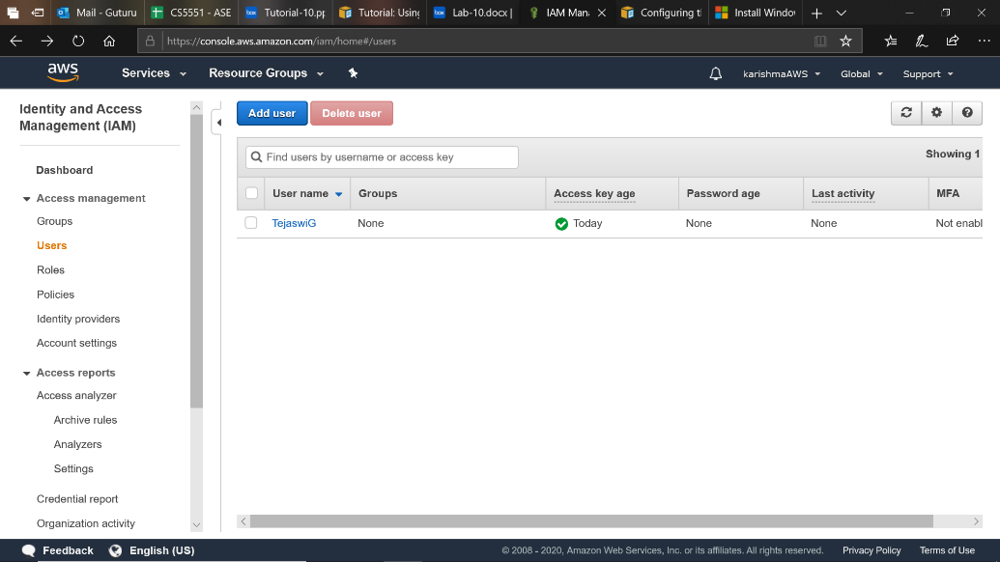 Mail - Guturu
CS5551 - ASE
box
Tutorial-10.pp
Tutorial: Using
box
Lab-10.docx |
IAM Man
Configuring t
Install Window
https://console.aws.amazon.com/iam/home#/users
aws
Services
Resource Groups
karishmaAWS
Global
Support
Identity and Access
Management (IAM)
Dashboard
Access management
Groups
Users
Roles
Policies
Identity providers
Account settings
Access reports
Access analyzer
Archive rules
Analyzers
Settings
Credential report
Organization activity
Add user
Delete user
Find users by username or access key
Showing 1
User name
Groups
Access key age
Password age
Last activity
MFA
TejaswiG
None
Today
None
None
Not enabl
Feedback
English (US)
© 2008 - 2020, Amazon Web Services, Inc. or its affiliates. All rights reserved.
Privacy Policy
Terms of Use